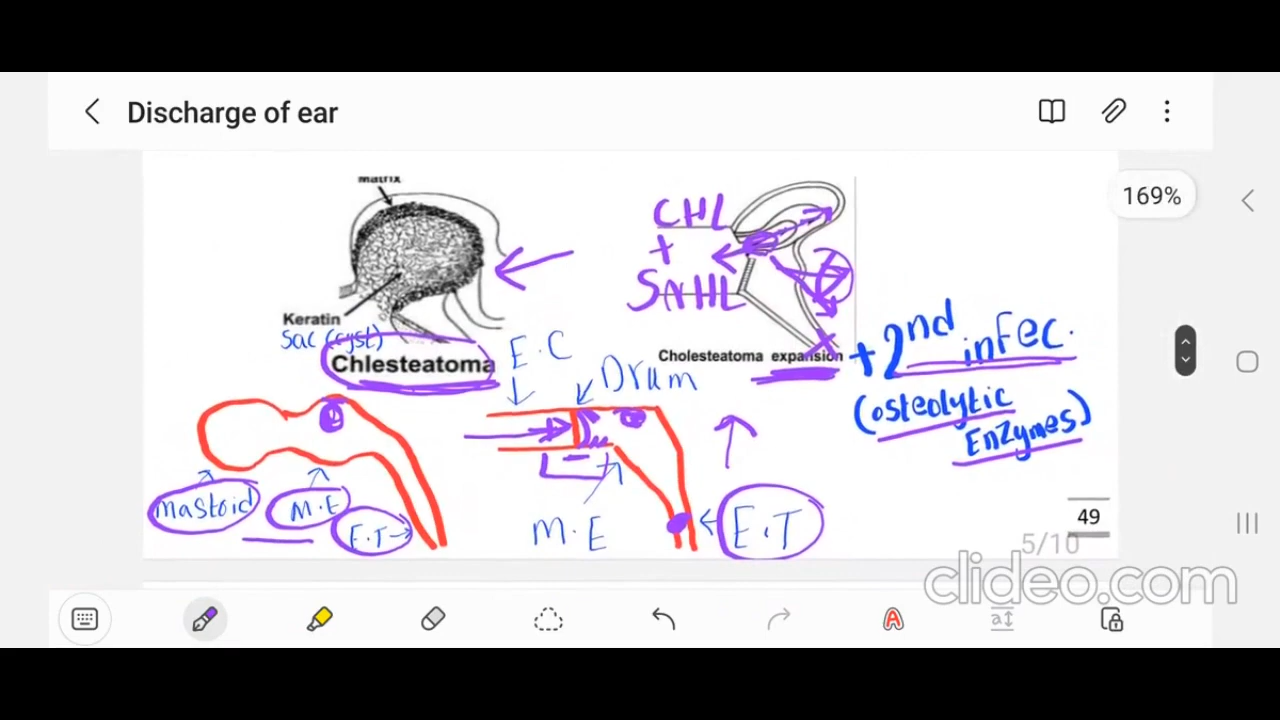 Discharge of ear
169%
matrix
CHL
+
SNHL
Keratin
Sac (cyst)
Chlesteatoma
E.C
Drum
Cholesteatoma expansion
X
+ 2nd infec.
(osteolytic
Enzymes)
mastoid
M.E
E.T
M.E
E.T
49
5/10
clideo.com